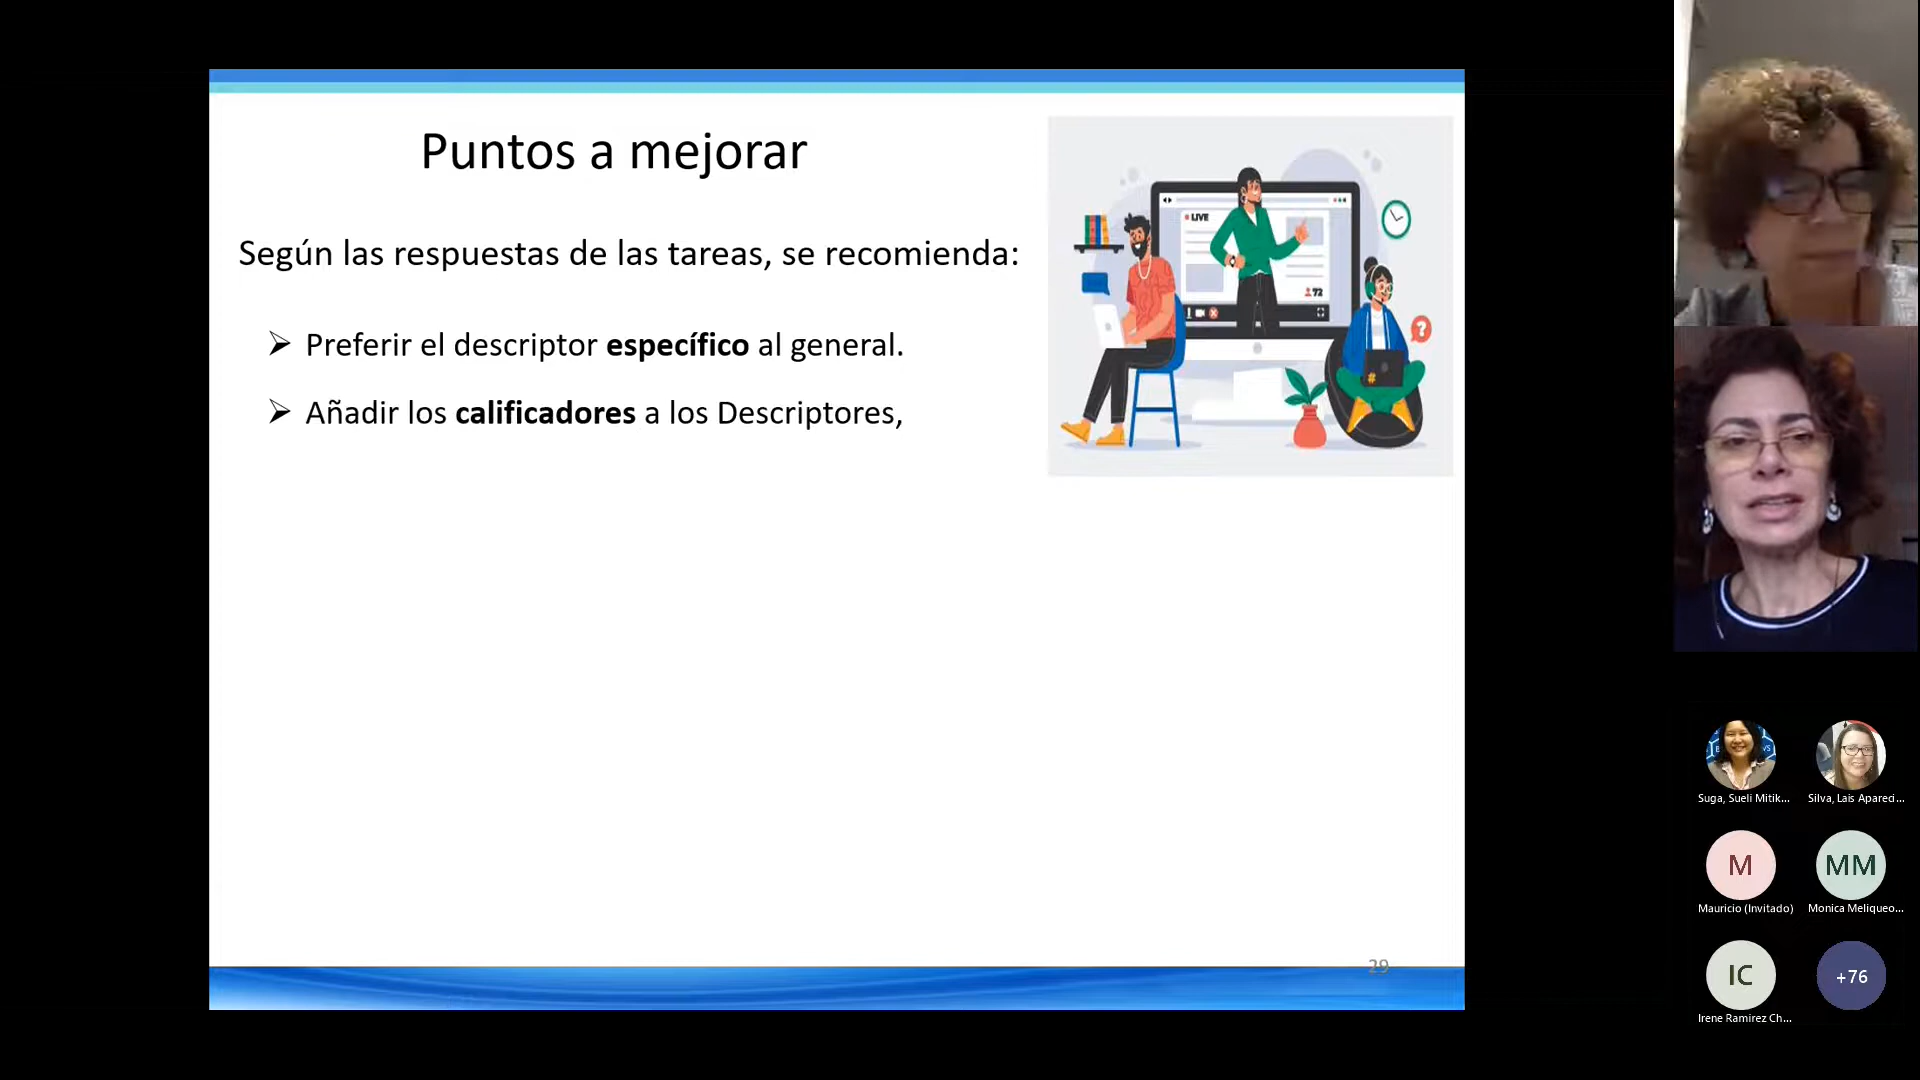 Puntos a mejorar
LIVE
72
?
Según las respuestas de las tareas, se recomienda:
Preferir el descriptor específico al general.
Añadir los calificadores a los Descriptores,
29
Suga, Sueli Mitik...
Silva, Lais Apareci...
M
MM
Mauricio (Invitado)
Monica Meliqueo...
IC
+76
Irene Ramirez Ch...